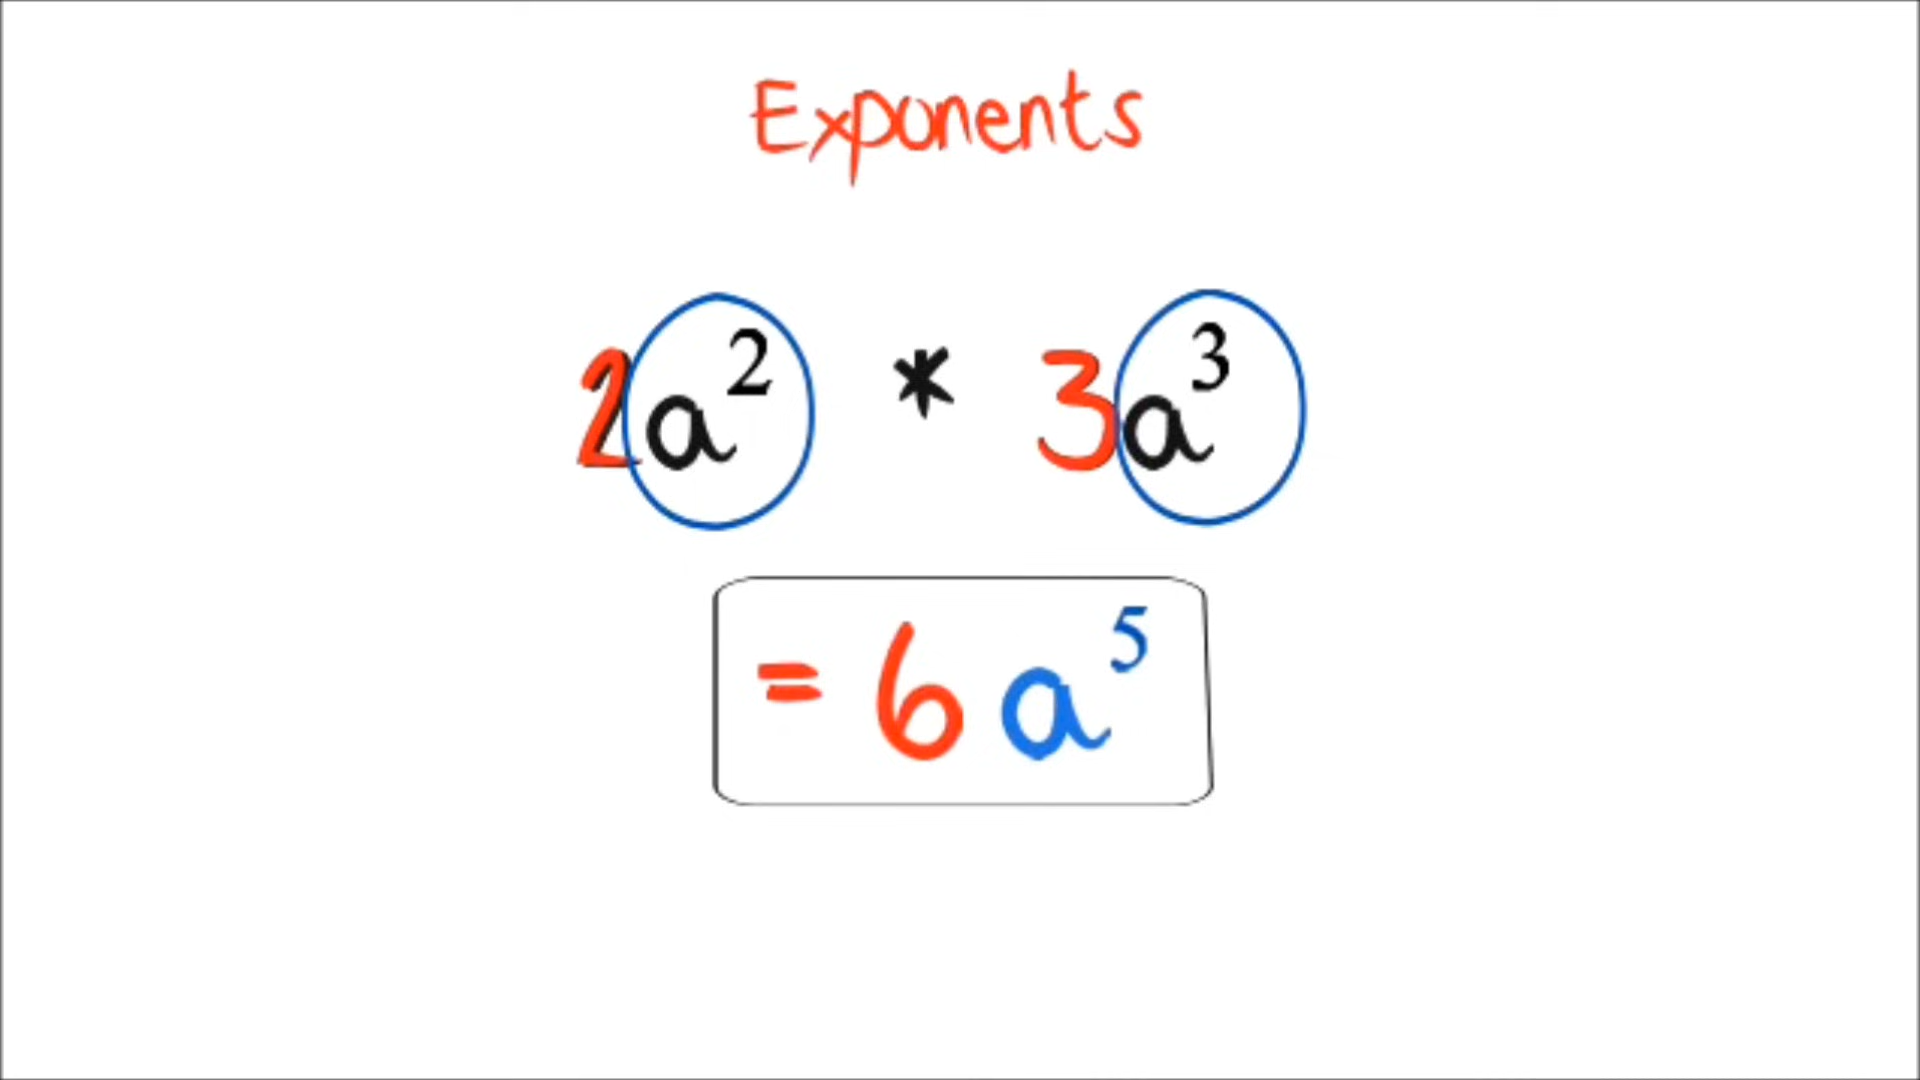 Exponents
2a² * 3a³
= 6a⁵